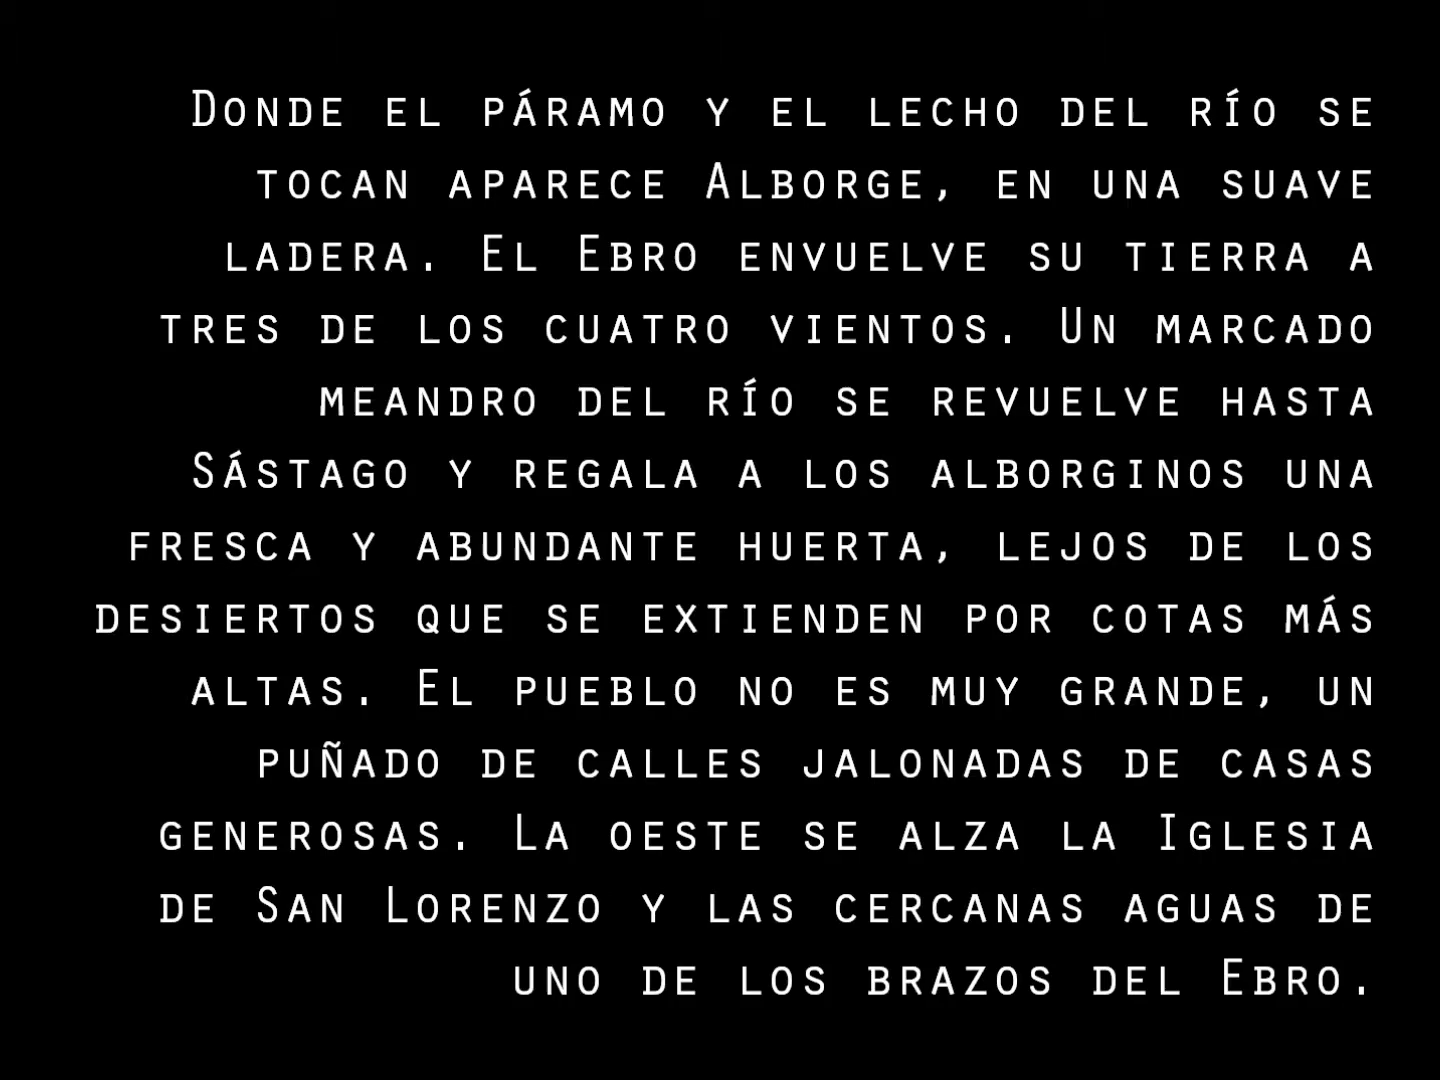 Donde el páramo y el lecho del río se
tocan aparece Alborge, en una suave
ladera. El Ebro envuelve su tierra a
tres de los cuatro vientos. Un marcado
meandro del río se revuelve hasta
Sástago y regala a los alborginos una
fresca y abundante huerta, lejos de los
desiertos que se extienden por cotas más
altas. El pueblo no es muy grande, un
puñado de calles jalonadas de casas
generosas. La oeste se alza la Iglesia
de San Lorenzo y las cercanas aguas de
uno de los brazos del Ebro.